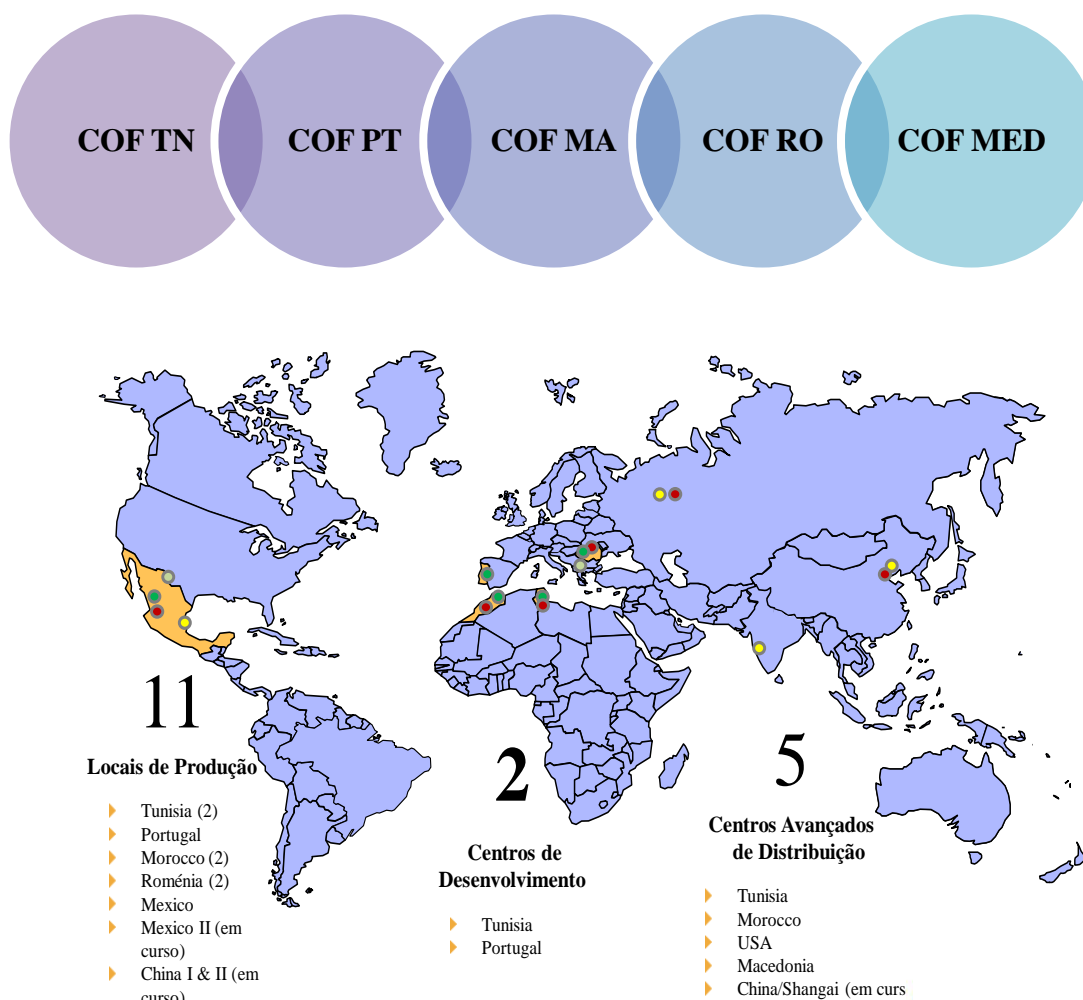 COF TN COF PT COF MA COF RO COF MED
11
Locais de Produção
Tunisia (2)
Portugal
Morocco (2)
Roménia (2)
Mexico
Mexico II (em
curso)
China I & II (em
curso)
2
Centros de
Desenvolvimento
Tunisia
Portugal
5
Centros Avançados
de Distribuição
Tunisia
Morocco
USA
Macedonia
China/Shangai (em curs